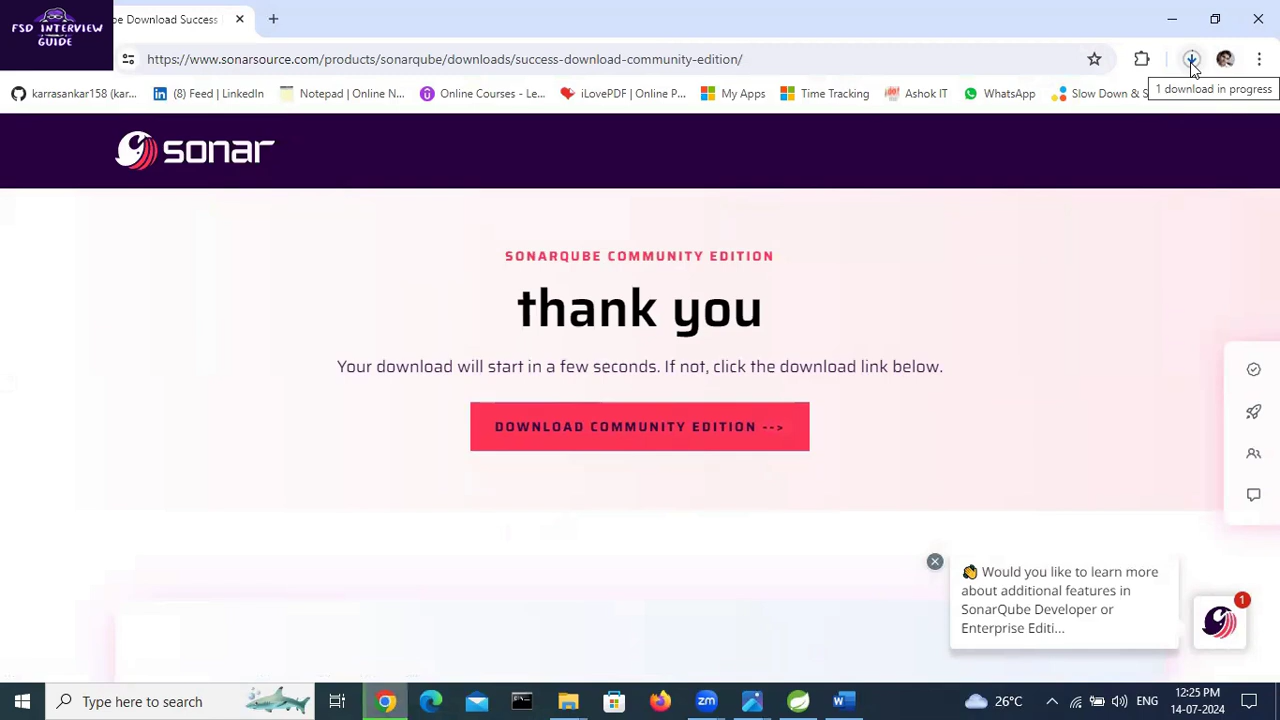 FSD INTERVIEW
GUIDE
be Download Success
https://www.sonarsource.com/products/sonarqube/downloads/success-download-community-edition/
1 download in progress
karrasankar158 (kar...
(8) Feed | LinkedIn
Notepad | Online N...
Online Courses - Le...
iLovePDF | Online P...
My Apps
Time Tracking
Ashok IT
WhatsApp
Slow Down & S
sonar
SONARQUBE COMMUNITY EDITION
thank you
Your download will start in a few seconds. If not, click the download link below.
DOWNLOAD COMMUNITY EDITION -->
👏 Would you like to learn more
about additional features in
SonarQube Developer or
Enterprise Editi...
1
Type here to search
26°C
ENG
12:25 PM
14-07-2024